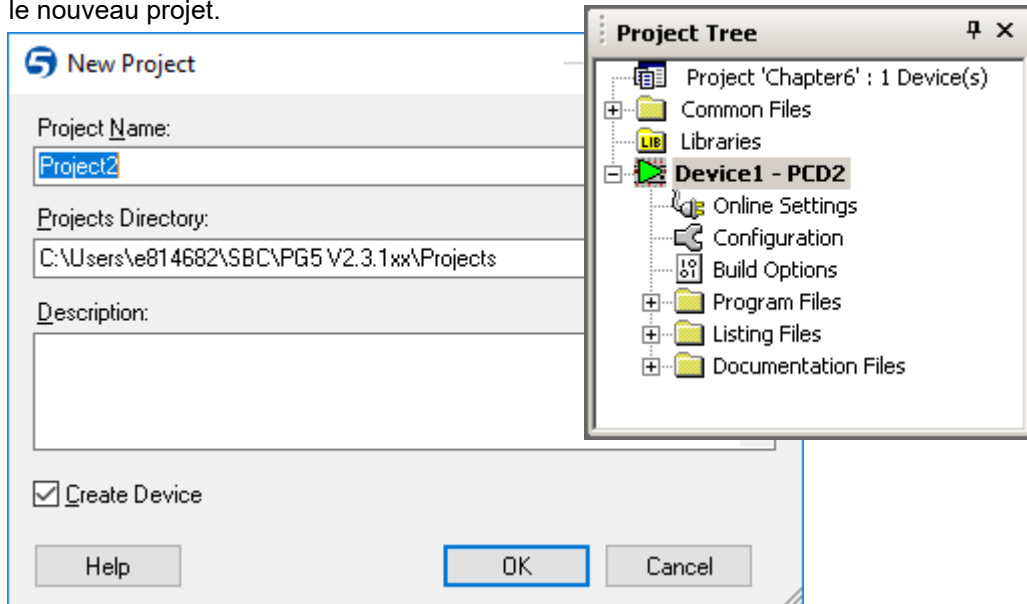 le nouveau projet.
New Project
Project Name:
Project2
Projects Directory:
C:\Users\e814682\SBC\PG5 V2.3.1xx\Projects
Description:
Create Device
Help
OK
Cancel
Project Tree
Project 'Chapter6' : 1 Device(s)
Common Files
LIB
Libraries
Device1 - PCD2
Online Settings
Configuration
Build Options
Program Files
Listing Files
Documentation Files